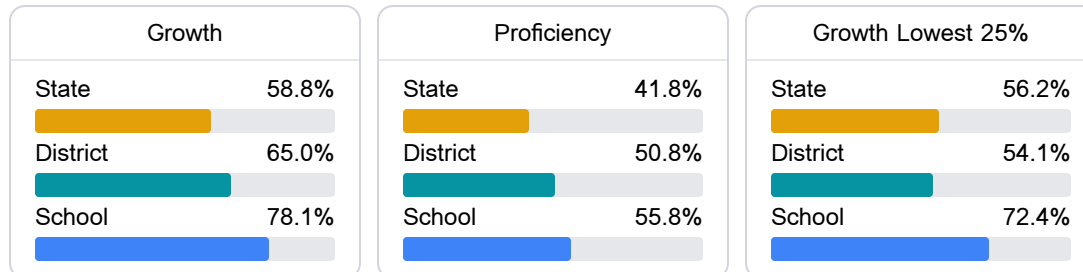 Growth
State 58.8%
District 65.0%
School 78.1%
Proficiency
State 41.8%
District 50.8%
School 55.8%
Growth Lowest 25%
State 56.2%
District 54.1%
School 72.4%